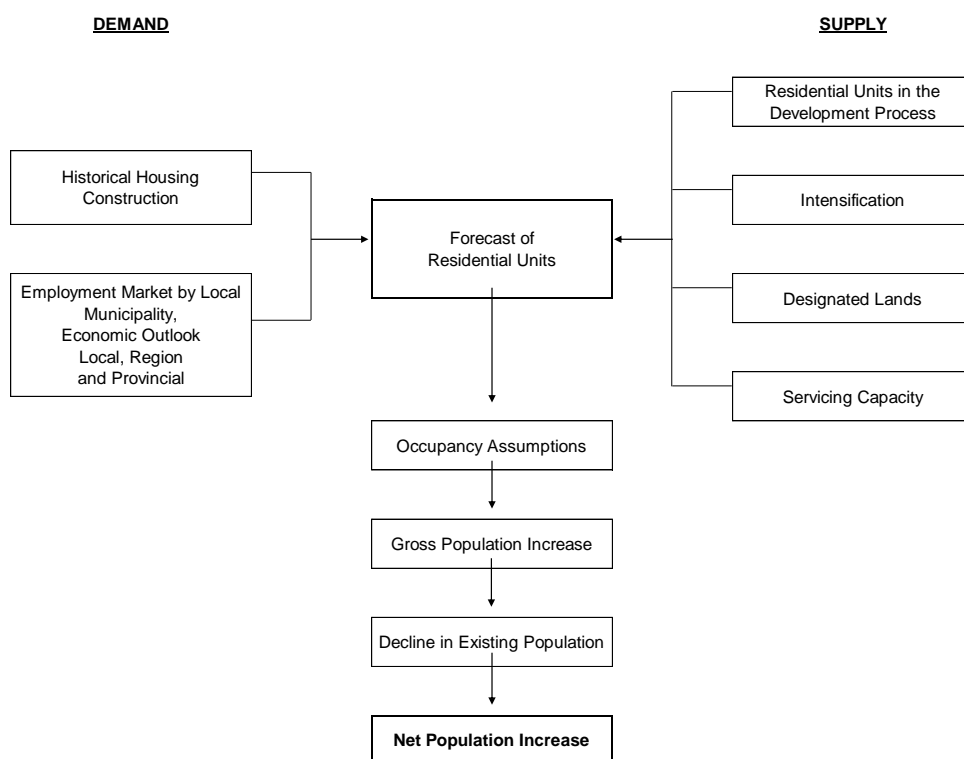 DEMAND
SUPPLY
Residential Units in the
Development Process
Historical Housing
Construction
Intensification
Forecast of
Residential Units
Employment Market by Local
Municipality,
Economic Outlook
Local, Region
and Provincial
Designated Lands
Servicing Capacity
Occupancy Assumptions
Gross Population Increase
Decline in Existing Population
Net Population Increase